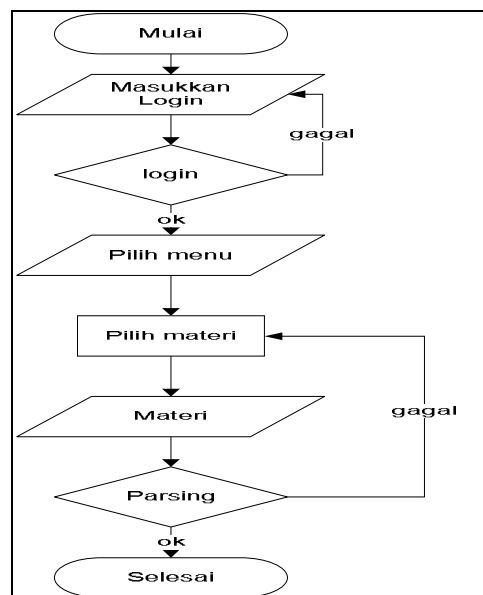 Mulai
Masukkan
Login
gagal
login
ok
Pilih menu
Pilih materi
gagal
Materi
Parsing
ok
Selesai